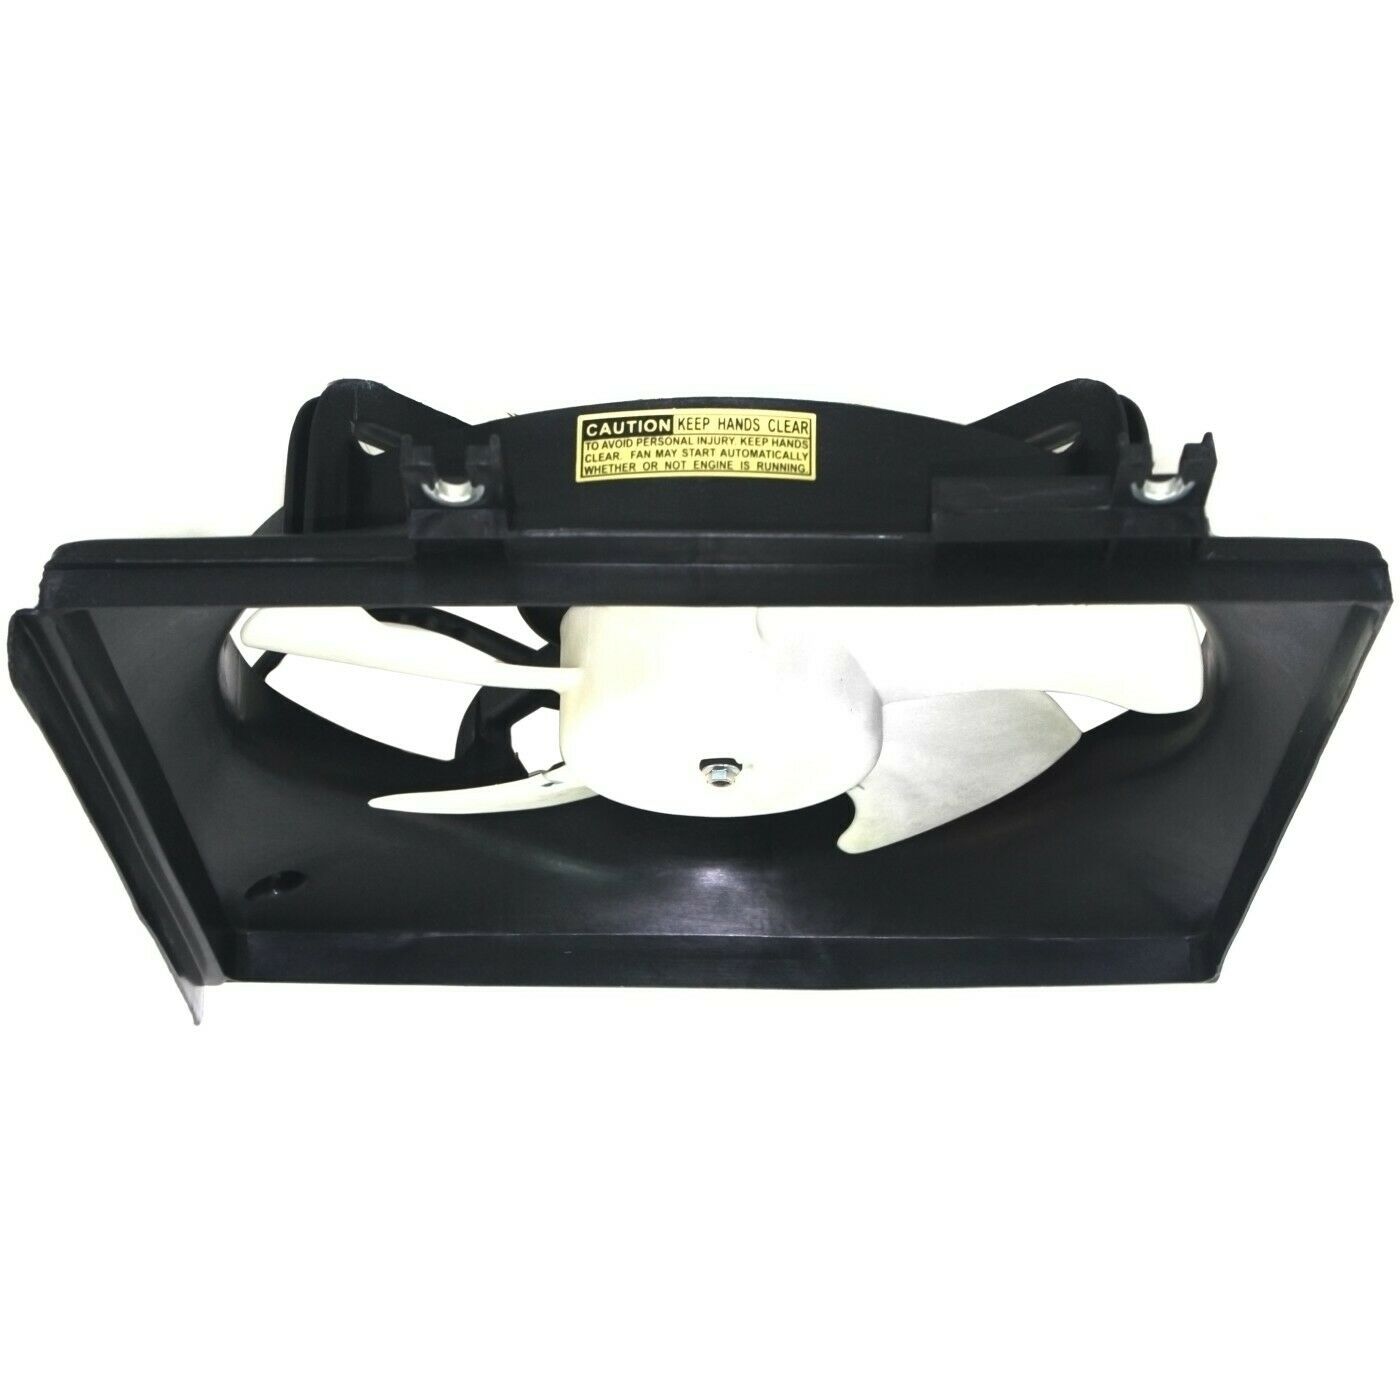 CAUTION KEEP HANDS CLEAR
TO AVOID PERSONAL INJURY KEEP HANDS
CLEAR. FAN MAY START AUTOMATICALLY
WHETHER OR NOT ENGINE IS RUNNING.